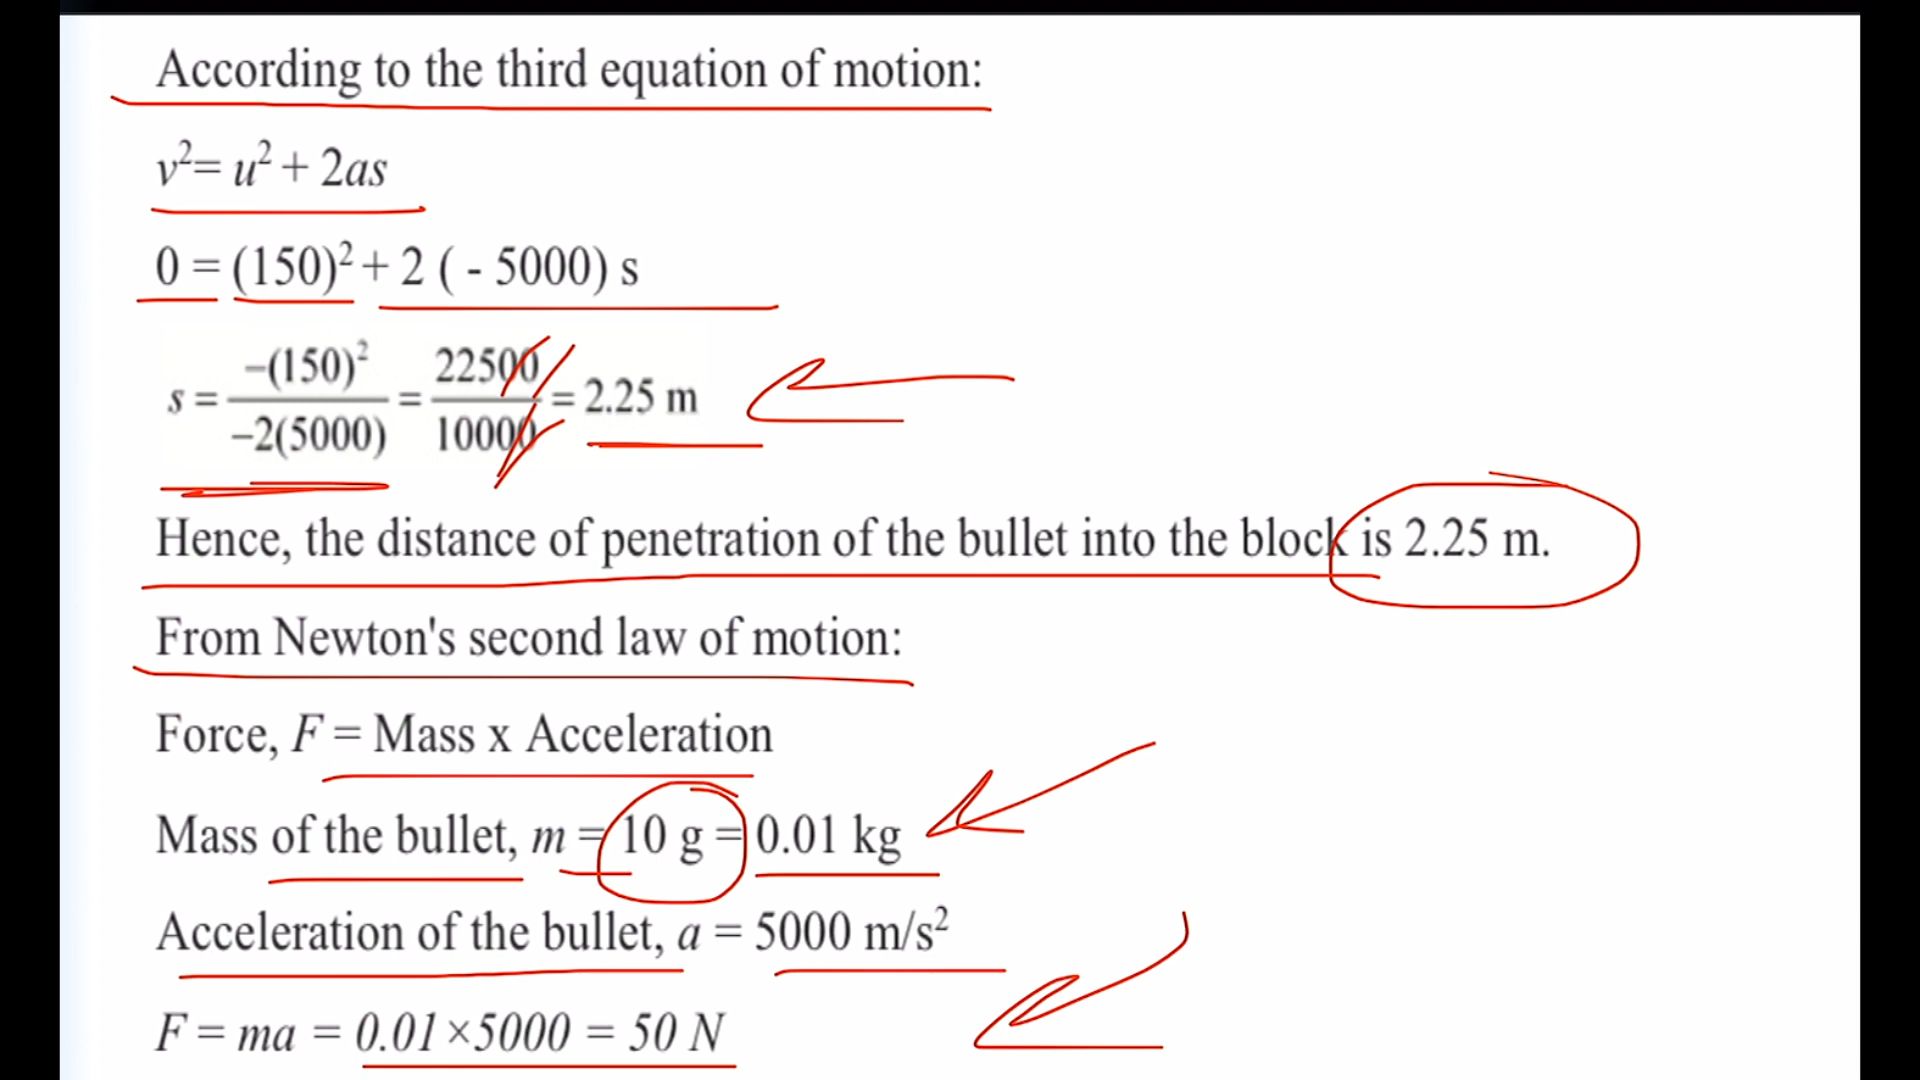 According to the third equation of motion:
v²= u² + 2as
0 = (150)² + 2 ( - 5000) s
s = –(150)² / –2(5000) = 22500 / 10000 = 2.25 m
Hence, the distance of penetration of the bullet into the block is 2.25 m.
From Newton's second law of motion:
Force, F = Mass x Acceleration
Mass of the bullet, m = 10 g = 0.01 kg
Acceleration of the bullet, a = 5000 m/s²
F = ma = 0.01×5000 = 50 N